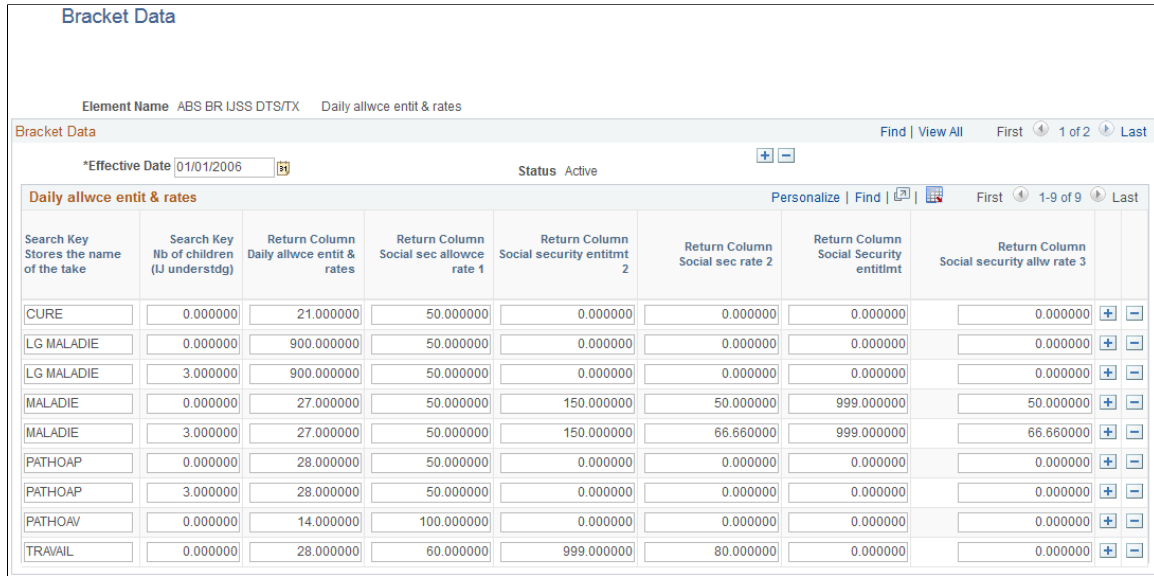 Bracket Data
Element Name ABS BR IJSS DTS/TX Daily allwce entit & rates
Bracket Data Find | View All First 1 of 2 Last
*Effective Date 01/01/2006 31 Status Active + −
Daily allwce entit & rates Personalize | Find | | First 1-9 of 9 Last
Search Key Stores the name of the take Search Key Nb of children (IJ understdg) Return Column Daily allwce entit & rates Return Column Social sec allowce rate 1 Return Column Social security entitmt 2 Return Column Social sec rate 2 Return Column Social Security entitlmt Return Column Social security allw rate 3
CURE 0.000000 21.000000 50.000000 0.000000 0.000000 0.000000 0.000000 + −
LG MALADIE 0.000000 900.000000 50.000000 0.000000 0.000000 0.000000 0.000000 + −
LG MALADIE 3.000000 900.000000 50.000000 0.000000 0.000000 0.000000 0.000000 + −
MALADIE 0.000000 27.000000 50.000000 150.000000 50.000000 999.000000 50.000000 + −
MALADIE 3.000000 27.000000 50.000000 150.000000 66.660000 999.000000 66.660000 + −
PATHOAP 0.000000 28.000000 50.000000 0.000000 0.000000 0.000000 0.000000 + −
PATHOAP 3.000000 28.000000 50.000000 0.000000 0.000000 0.000000 0.000000 + −
PATHOAV 0.000000 14.000000 100.000000 0.000000 0.000000 0.000000 0.000000 + −
TRAVAIL 0.000000 28.000000 60.000000 999.000000 80.000000 0.000000 0.000000 + −